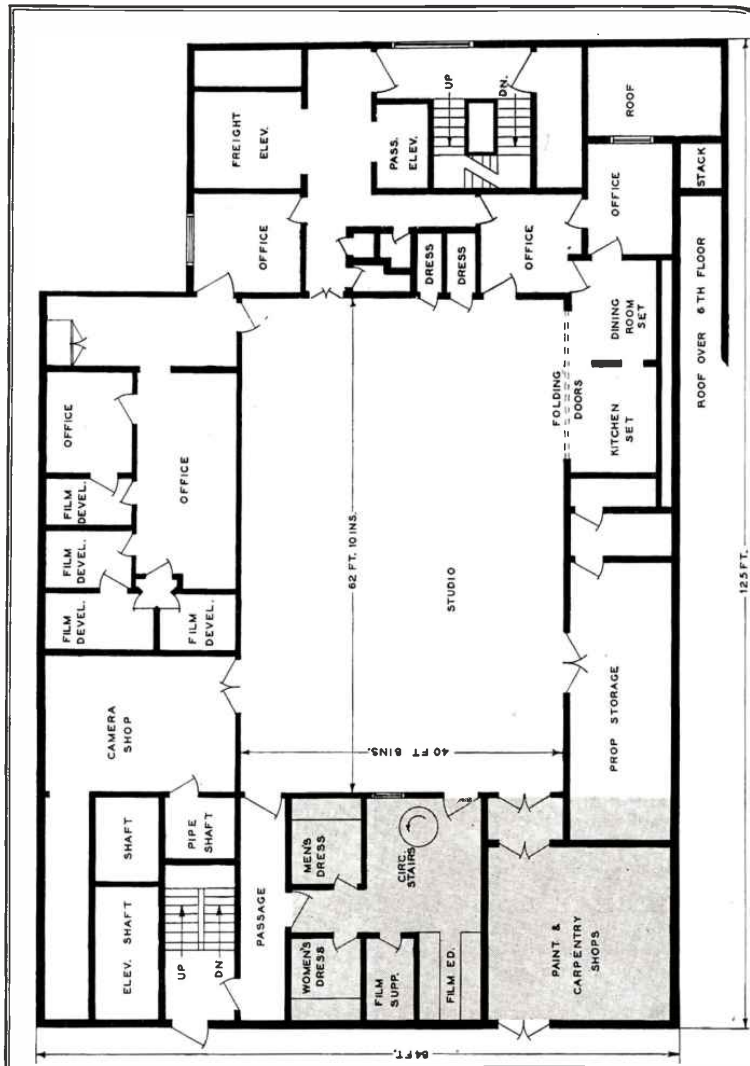 FREIGHT
ELEV.
OFFICE
PASS.
ELEV.
UP
DN.
ROOF
OFFICE
STACK
DRESS
DRESS
OFFICE
OFFICE
FILM
DEVEL.
FILM
DEVEL.
FILM
DEVEL.
FILM
DEVEL.
OFFICE
FOLDING
DOORS
DINING
ROOM
SET
KITCHEN
SET
ROOF OVER 6 TH FLOOR
62 FT. 10 INS.
STUDIO
125 FT.
CAMERA
SHOP
40 FT 8 INS.
PROP STORAGE
SHAFT
PIPE
SHAFT
ELEV. SHAFT
UP
DN
PASSAGE
MEN'S
DRESS
CIRC.
STAIRS
WOMEN'S
DRESS
FILM
SUPP.
FILM ED.
PAINT &
CARPENTRY
SHOPS
84 FT.